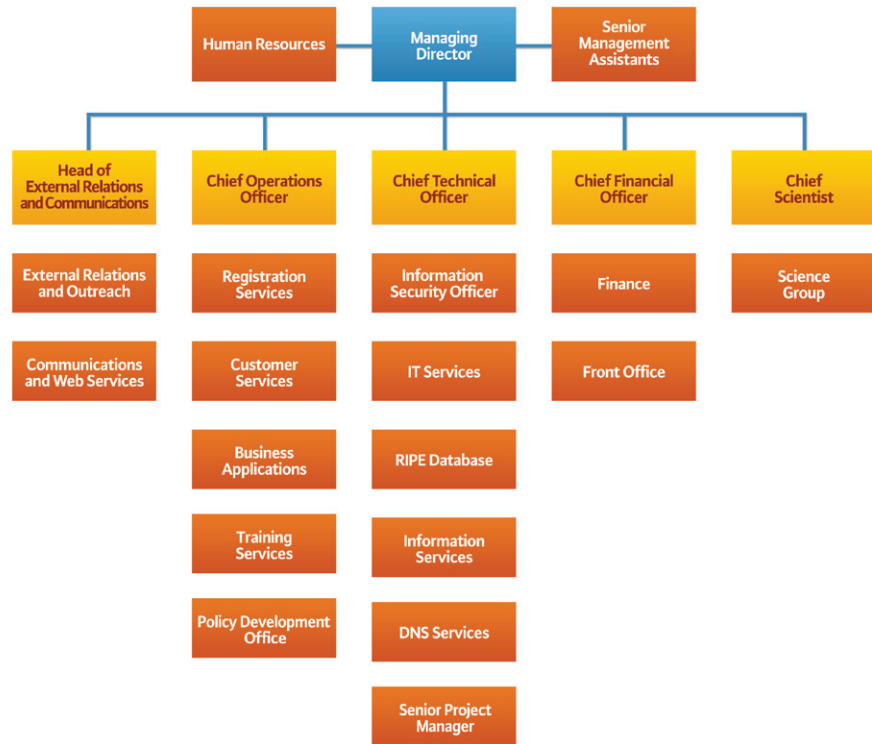 Human Resources
Managing
Director
Senior
Management
Assistants
Head of
External Relations
and Communications
Chief Operations
Officer
Chief Technical
Officer
Chief Financial
Officer
Chief
Scientist
External Relations
and Outreach
Registration
Services
Information
Security Officer
Finance
Science
Group
Communications
and Web Services
Customer
Services
IT Services
Front Office
Business
Applications
RIPE Database
Training
Services
Information
Services
Policy Development
Office
DNS Services
Senior Project
Manager